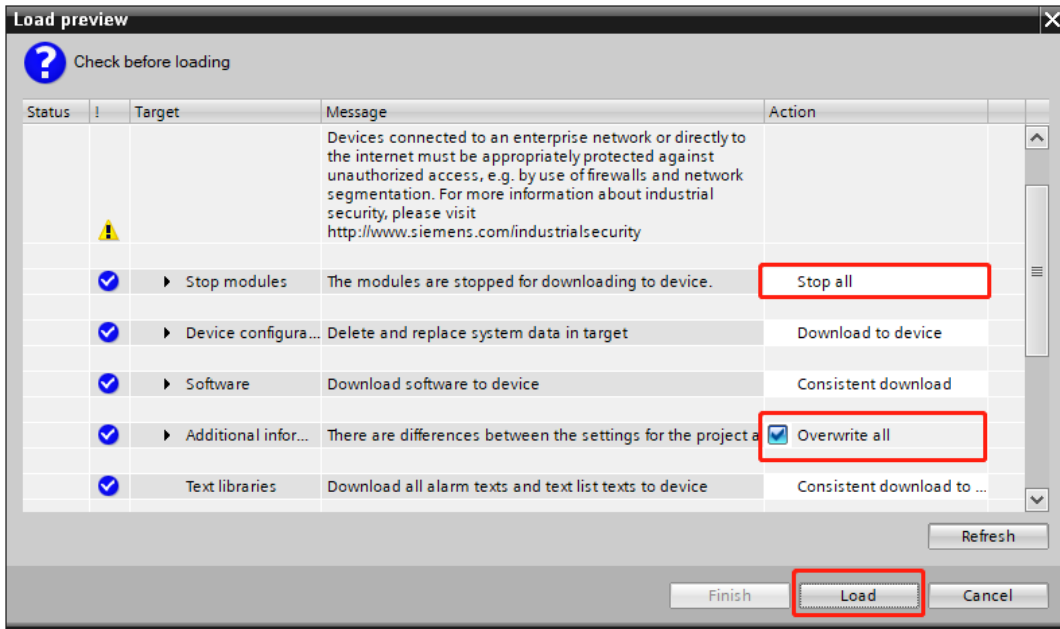 Load preview
Check before loading
Status ! Target Message Action
Devices connected to an enterprise network or directly to
the internet must be appropriately protected against
unauthorized access, e.g. by use of firewalls and network
segmentation. For more information about industrial
security, please visit
http://www.siemens.com/industrialsecurity
Stop modules The modules are stopped for downloading to device. Stop all
Device configura... Delete and replace system data in target Download to device
Software Download software to device Consistent download
Additional infor... There are differences between the settings for the project a Overwrite all
Text libraries Download all alarm texts and text list texts to device Consistent download to ...
Refresh
Finish Load Cancel